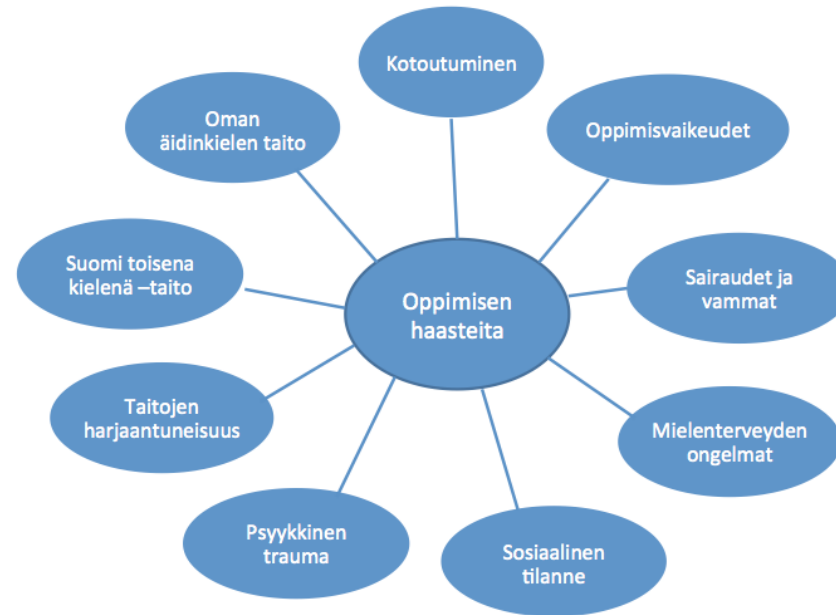 Kotoutuminen
Oman
äidinkielen taito
Oppimisvaikeudet
Suomi toisena
kielenä –taito
Oppimisen
haasteita
Sairaudet ja
vammat
Taitojen
harjaantuneisuus
Mielenterveyden
ongelmat
Psyykkinen
trauma
Sosiaalinen
tilanne